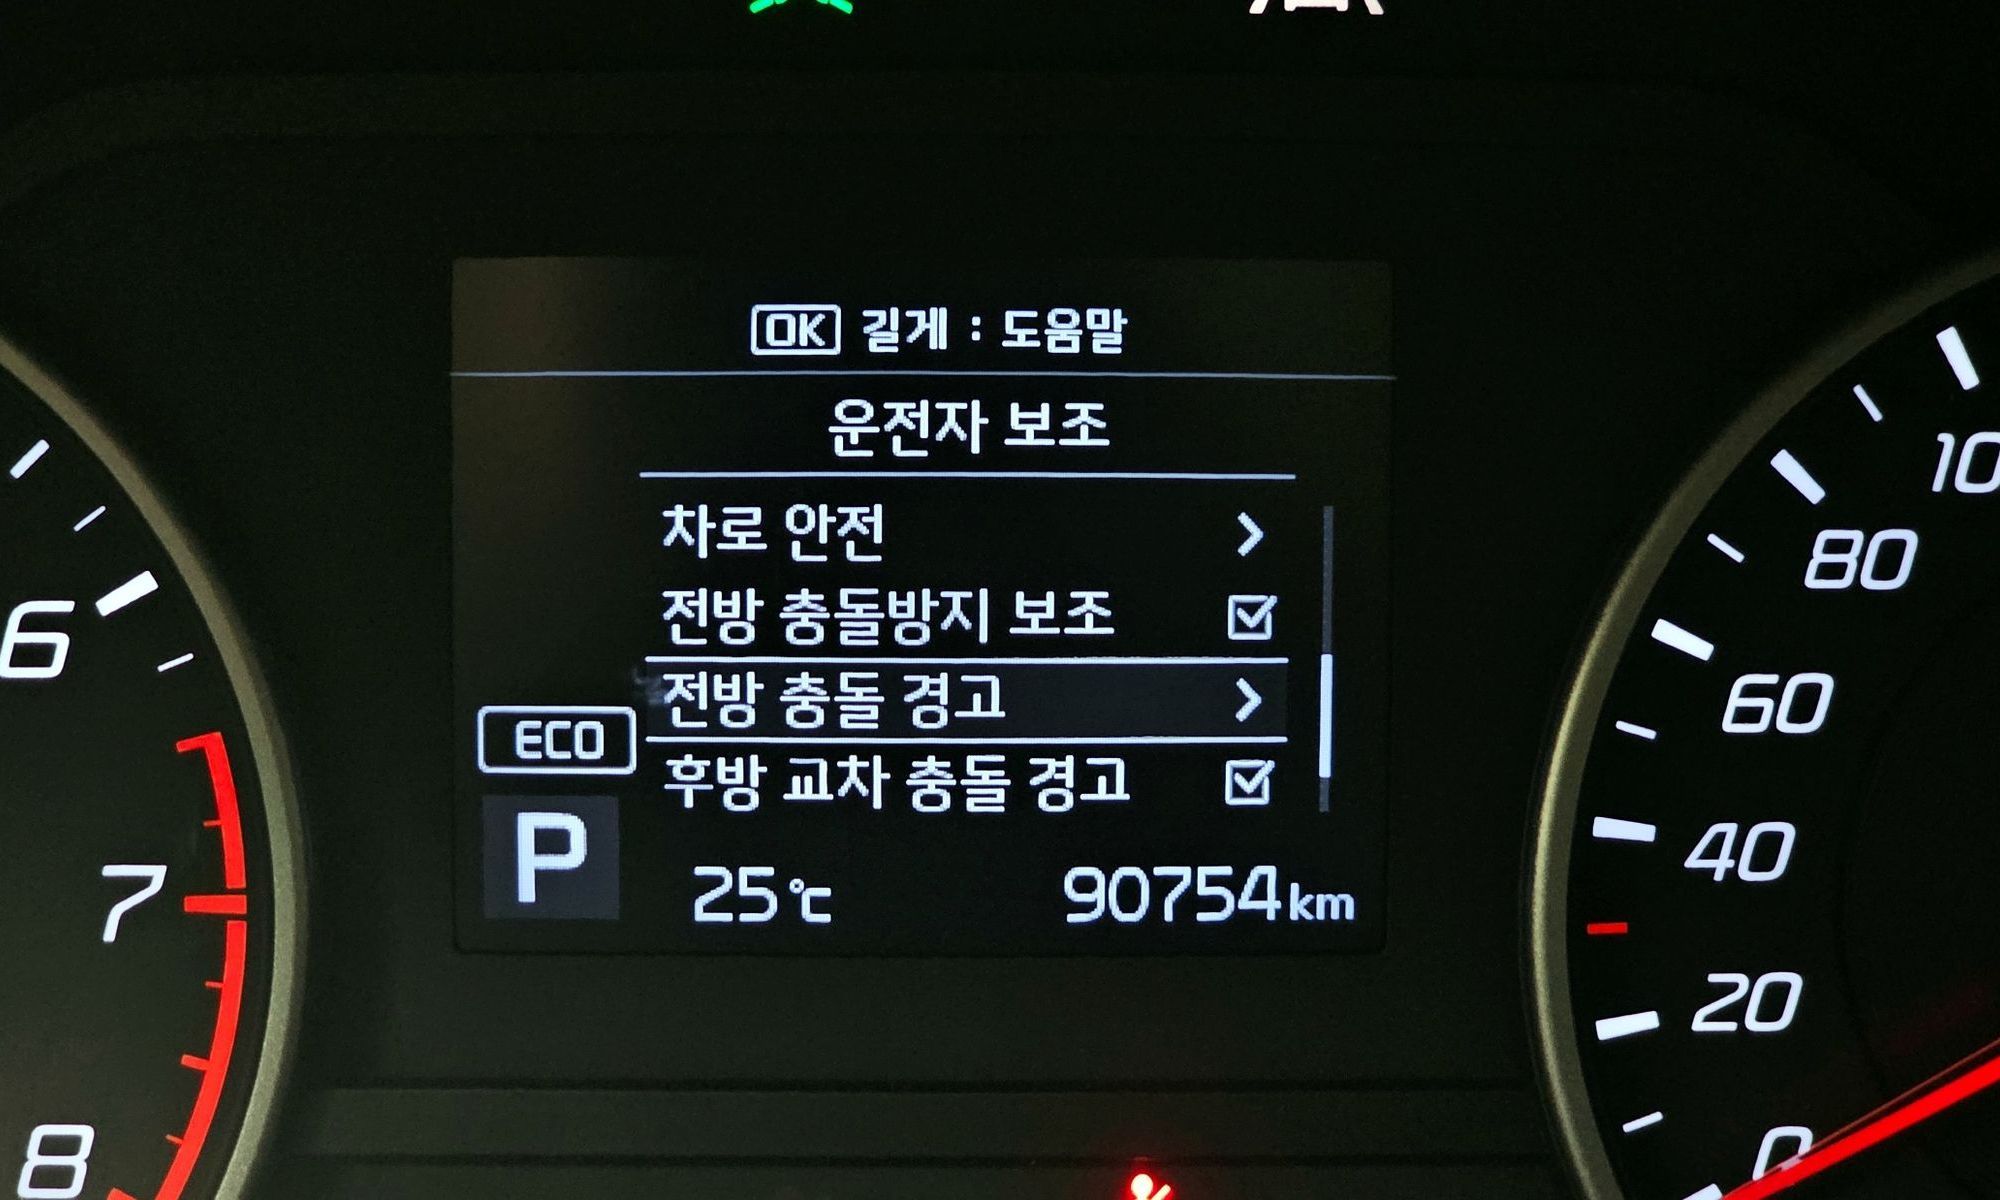 OK 길게 : 도움말
운전자 보조
차로 안전
전방 충돌방지 보조
전방 충돌 경고
후방 교차 충돌 경고
ECO
P
25℃ 90754km
6
7
8
10
80
60
40
20
0